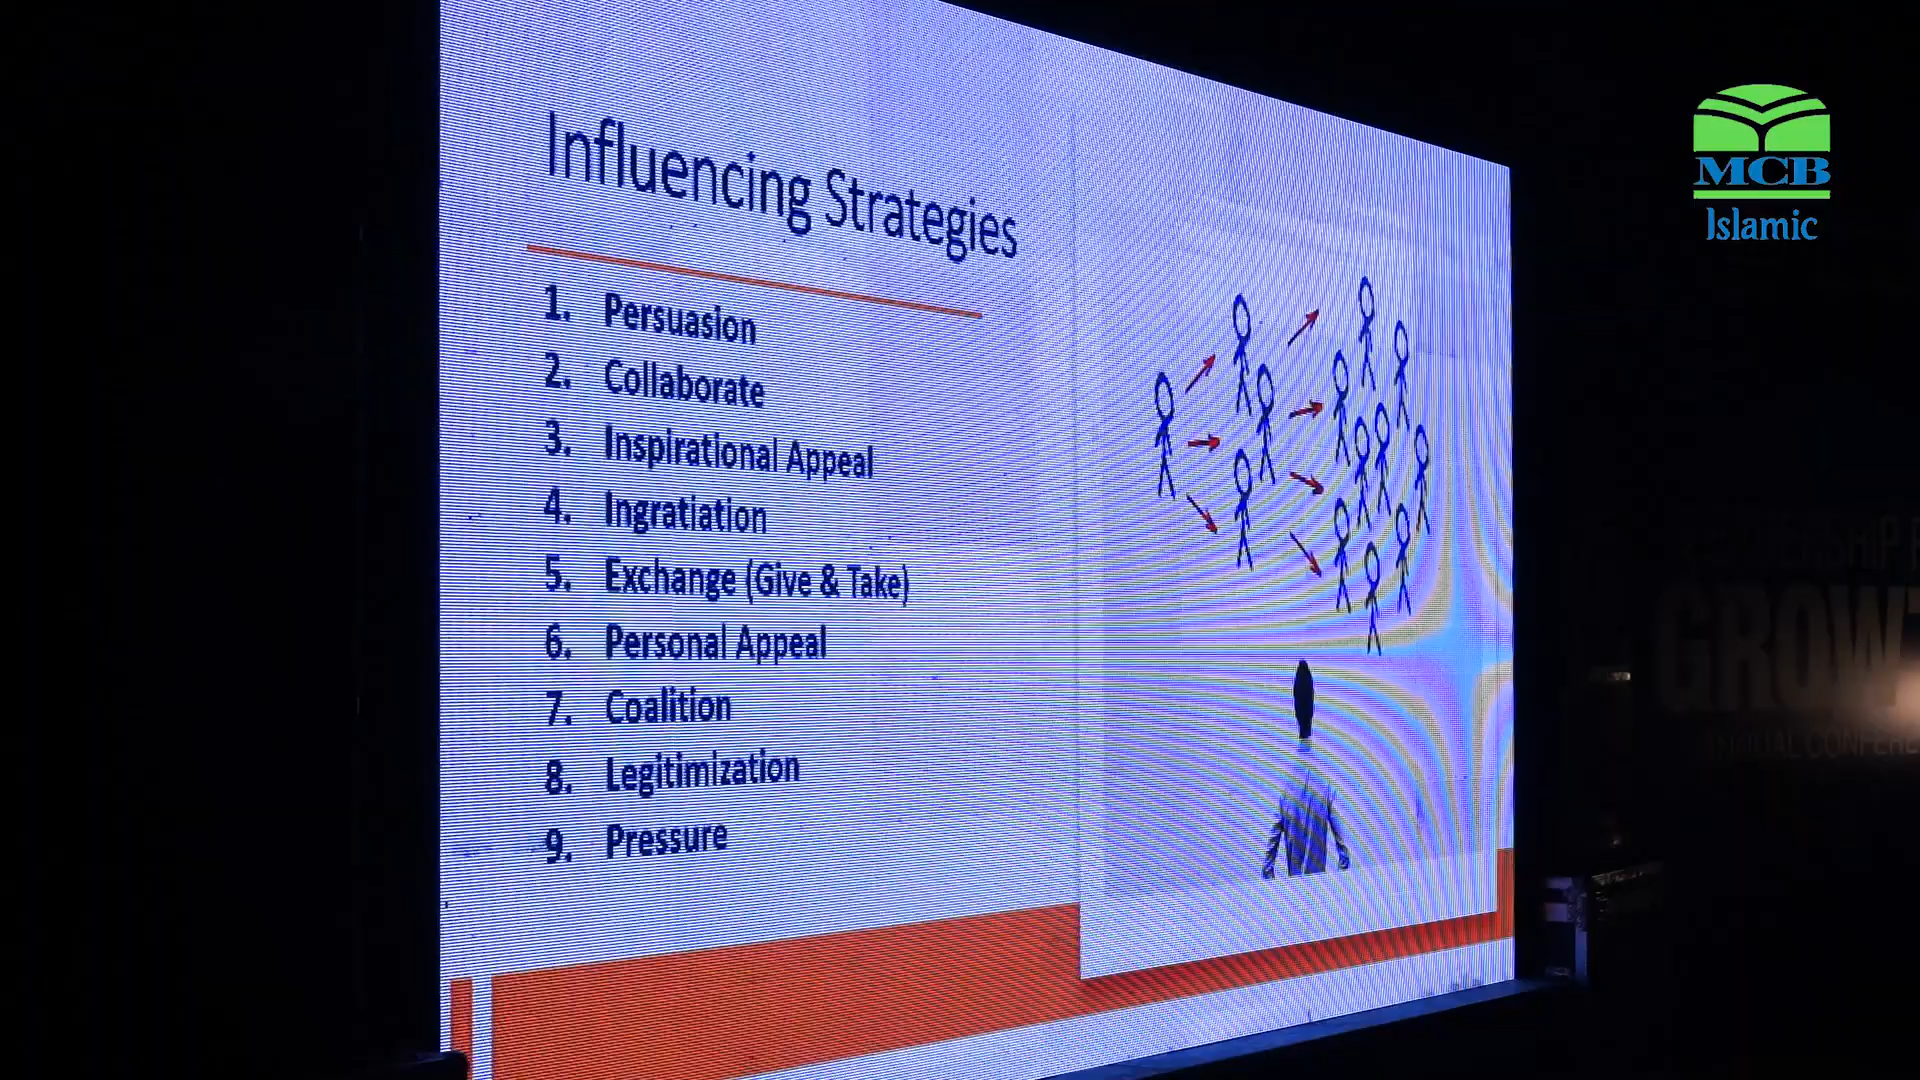 Influencing Strategies
1. Persuasion
2. Collaborate
3. Inspirational Appeal
4. Ingratiation
5. Exchange (Give & Take)
6. Personal Appeal
7. Coalition
8. Legitimization
9. Pressure
MCB
Islamic
GROW